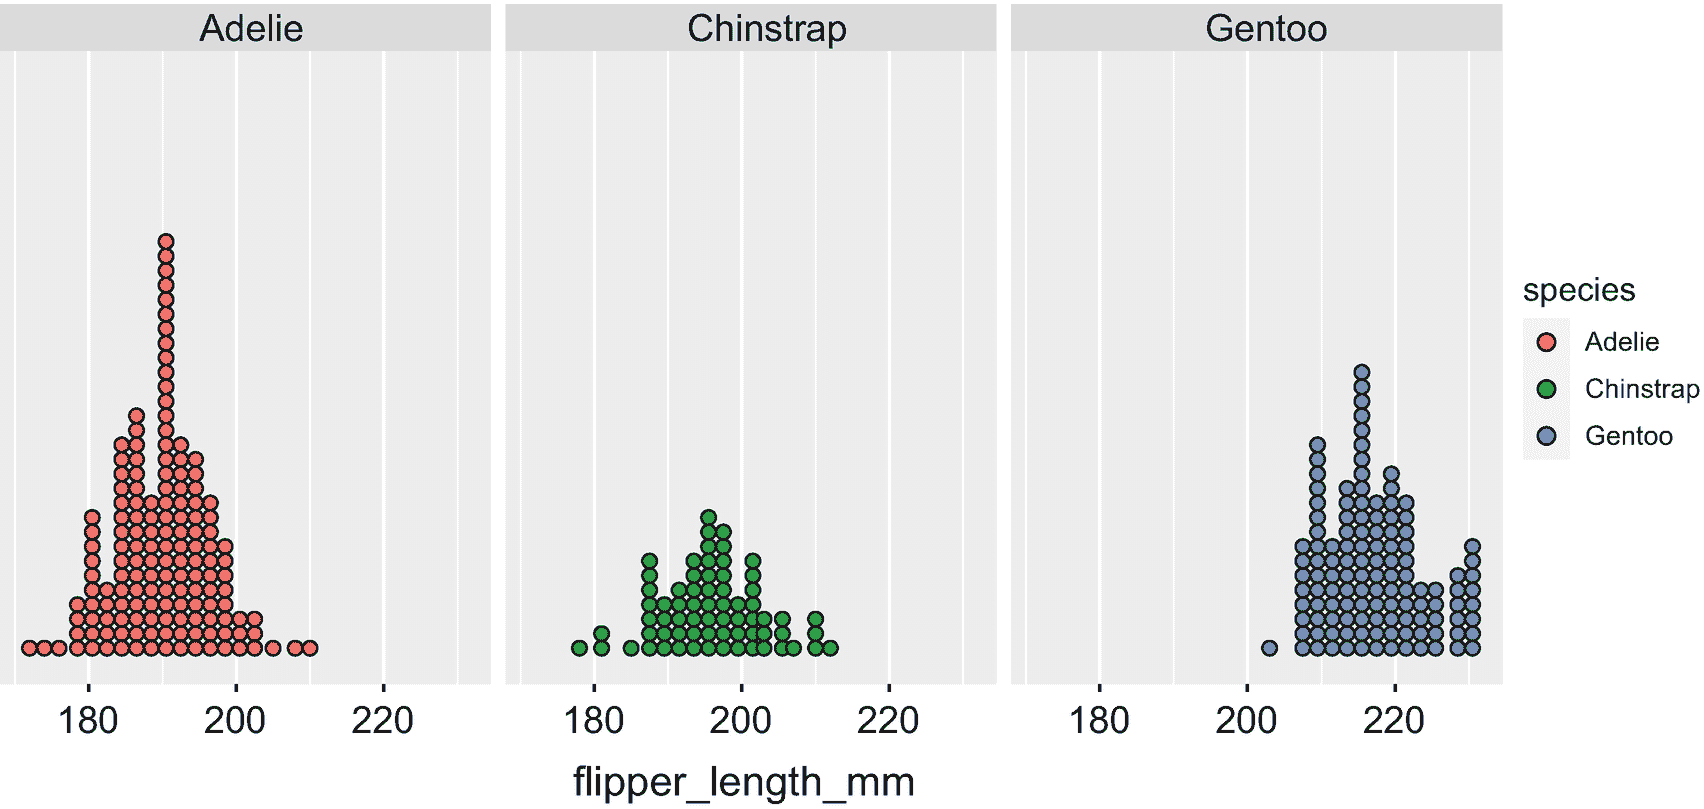 Adelie
Chinstrap
Gentoo
species
Adelie
Chinstrap
Gentoo
180 200 220
180 200 220
180 200 220
flipper_length_mm